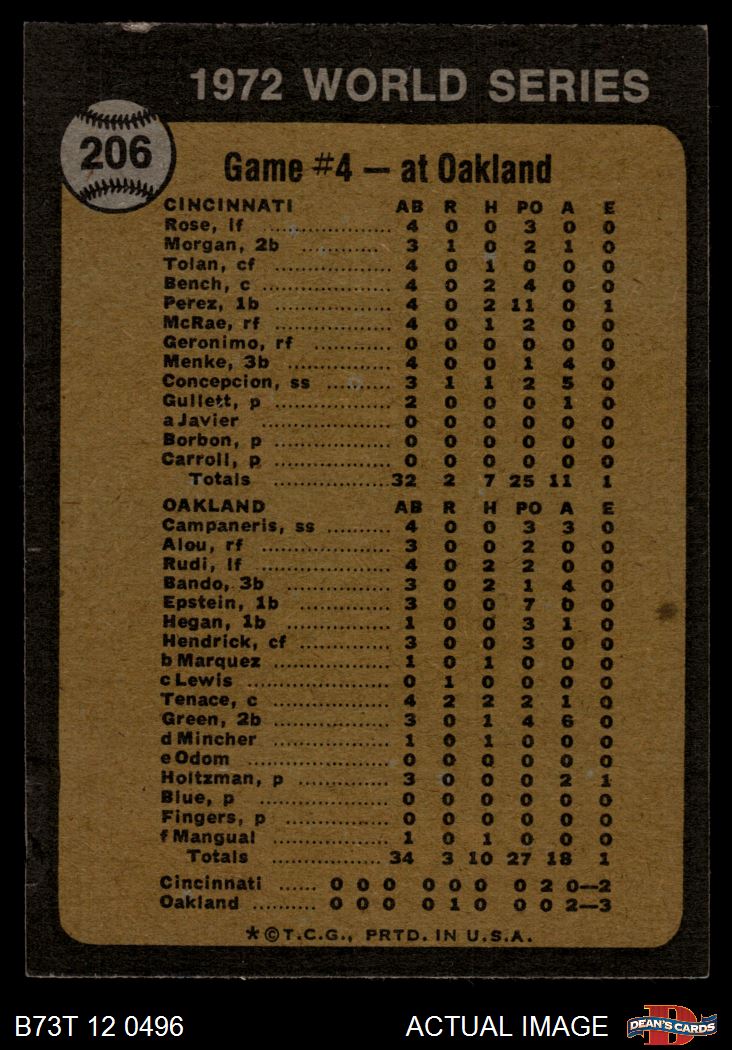 1972 WORLD SERIES
206
Game #4 — at Oakland
CINCINNATI AB R H PO A E
Rose, lf .................... 4 0 0 3 0 0
Morgan, 2b ............. 3 1 0 2 1 0
Tolan, cf .................. 4 0 1 0 0 0
Bench, c .................. 4 0 2 4 0 0
Perez, 1b ................. 4 0 2 11 0 1
McRae, rf ................. 4 0 1 2 0 0
Geronimo, rf ............ 0 0 0 0 0 0
Menke, 3b ................ 4 0 0 1 4 0
Concepcion, ss ......... 3 1 1 2 5 0
Gullett, p .................. 2 0 0 0 1 0
a Javier .................... 0 0 0 0 0 0
Borbon, p ................. 0 0 0 0 0 0
Carroll, p .................. 0 0 0 0 0 0
Totals .................. 32 2 7 25 11 1
OAKLAND AB R H PO A E
Campaneris, ss .......... 4 0 0 3 3 0
Alou, rf .................... 3 0 0 2 0 0
Rudi, lf ..................... 4 0 2 2 0 0
Bando, 3b ................. 3 0 2 1 4 0
Epstein, 1b ............... 3 0 0 7 0 0
Hegan, 1b ................. 1 0 0 3 1 0
Hendrick, cf .............. 3 0 0 3 0 0
b Marquez ................. 1 0 1 0 0 0
c Lewis ..................... 0 1 0 0 0 0
Tenace, c .................. 4 2 2 2 1 0
Green, 2b .................. 3 0 1 4 6 0
d Mincher .................. 1 0 1 0 0 0
e Odom ..................... 0 0 0 0 0 0
Holtzman, p .............. 3 0 0 0 2 1
Blue, p ..................... 0 0 0 0 0 0
Fingers, p ................. 0 0 0 0 0 0
f Mangual .................. 1 0 1 0 0 0
Totals .................. 34 3 10 27 18 1
Cincinnati ...... 0 0 0 0 0 0 0 2 0—2
Oakland .......... 0 0 0 0 1 0 0 0 2—3
*©T.C.G., PRTD. IN U.S.A.
B73T 12 0496 ACTUAL IMAGE D DEAN'S CARDS